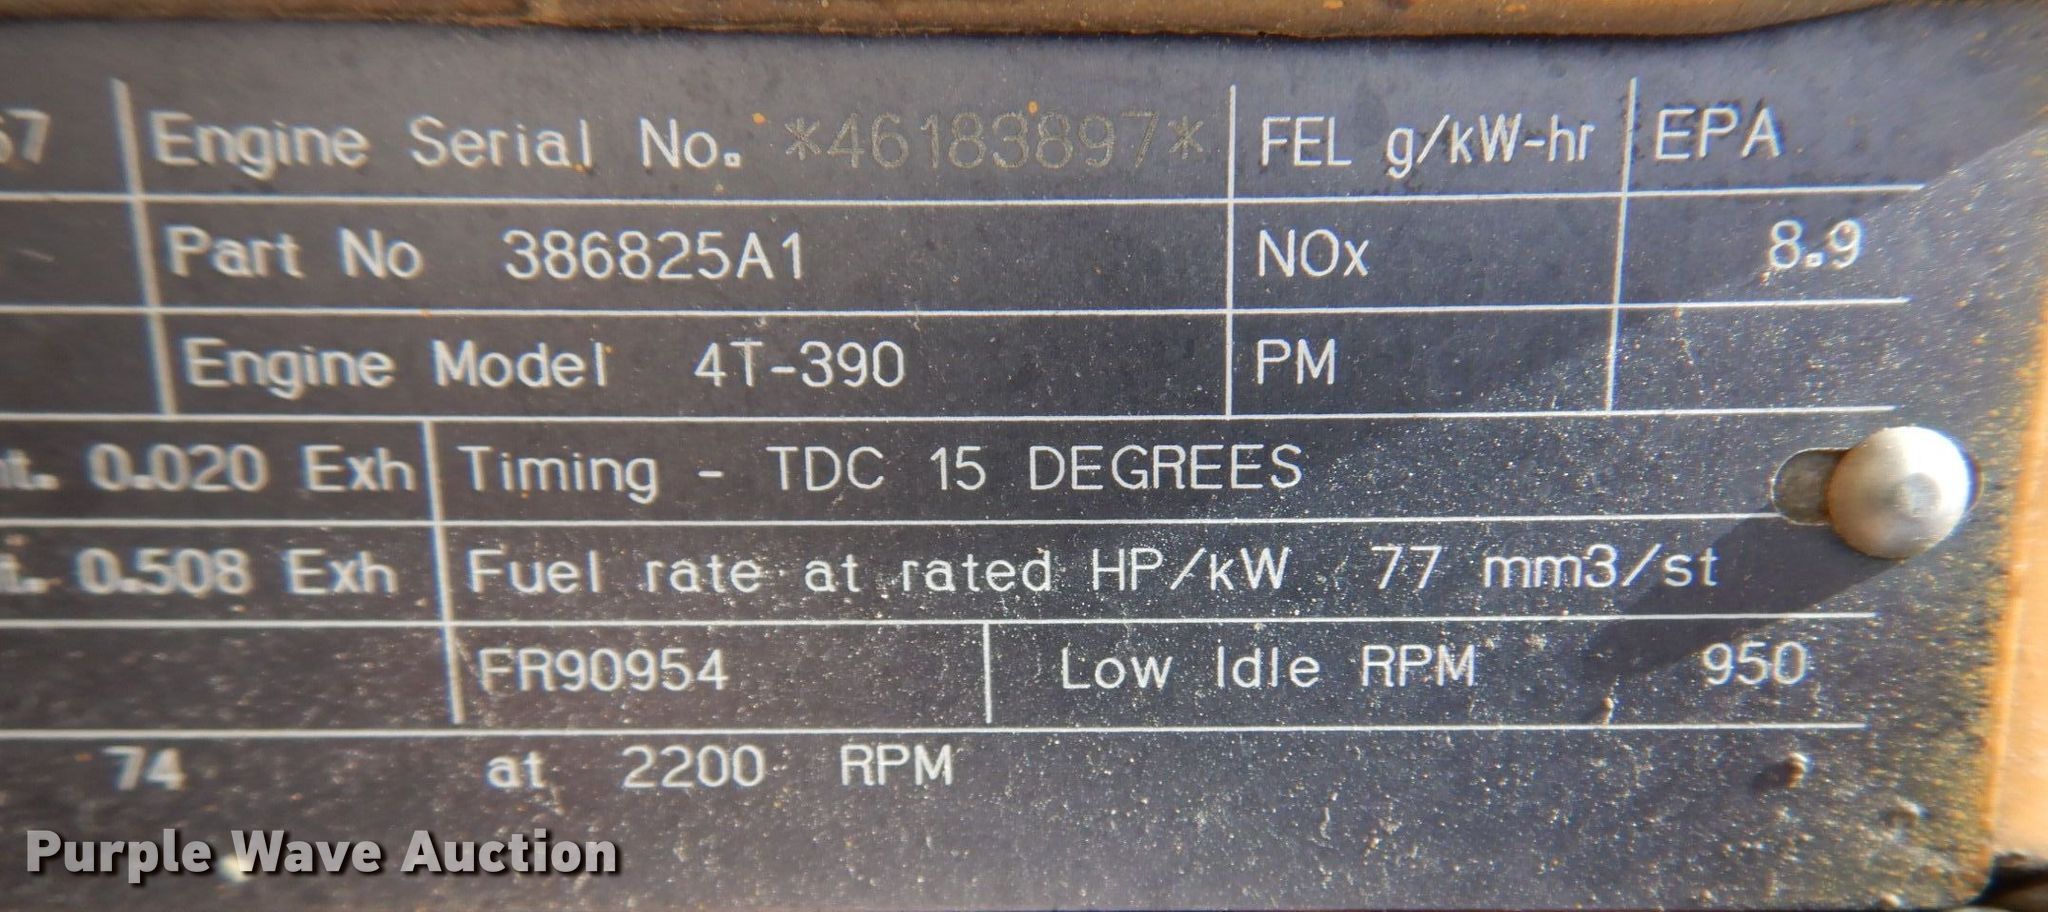 67 Engine Serial No. *46183897* FEL g/kW-hr EPA
Part No 386825A1 NOx 8.9
Engine Model 4T-390 PM
nt. 0.020 Exh Timing - TDC 15 DEGREES
t. 0.508 Exh Fuel rate at rated HP/kW 77 mm3/st
FR90954 Low Idle RPM 950
74 at 2200 RPM
Purple Wave Auction